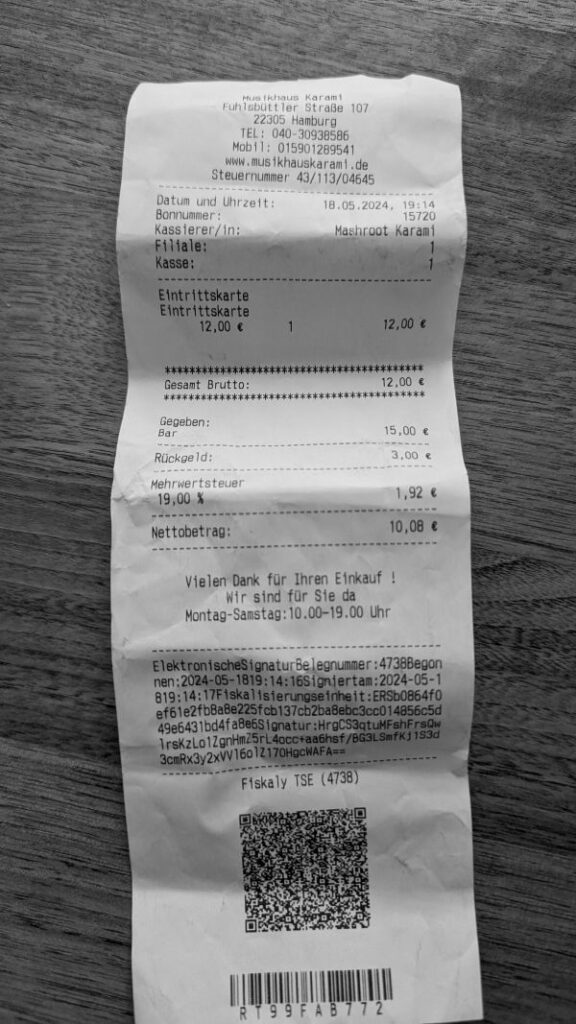 Musikhaus Karami
Fuhlsbüttler Straße 107
22305 Hamburg
TEL: 040-30938586
Mobil: 015901289541
www.musikhauskarami.de
Steuernummer 43/113/04645
Datum und Uhrzeit: 18.05.2024, 19:14
Bonnummer: 15720
Kassierer/in: Mashroot Karami
Filiale: 1
Kasse: 1
Eintrittskarte
Eintrittskarte
12,00 € 1 12,00 €
****************************************
Gesamt Brutto: 12,00 €
****************************************
Gegeben:
Bar 15,00 €
Rückgeld: 3,00 €
Mehrwertsteuer
19,00 % 1,92 €
Nettobetrag: 10,08 €
Vielen Dank für Ihren Einkauf !
Wir sind für Sie da
Montag-Samstag:10.00-19.00 Uhr
ElektronischeSignaturBelegnummer:4738Begon
nen:2024-05-1819:14:16Signiertam:2024-05-1
819:14:17Fiskalisierungseinheit:ERSb0864f0
ef61e2fb8a8e225fcb137cb2ba8ebc3cc014856c5d
49e6431bd4fa8e6Signatur:HrgCS3qtuMFshFrsQw
lrsKzLo1ZgnHmZ5rL4occ+aa6hsf/BG3LSmfKj1S3d
3cmRx3y2xVVl6olZ17OHgcWAFA==
Fiskaly TSE (4738)
RT99FAB772